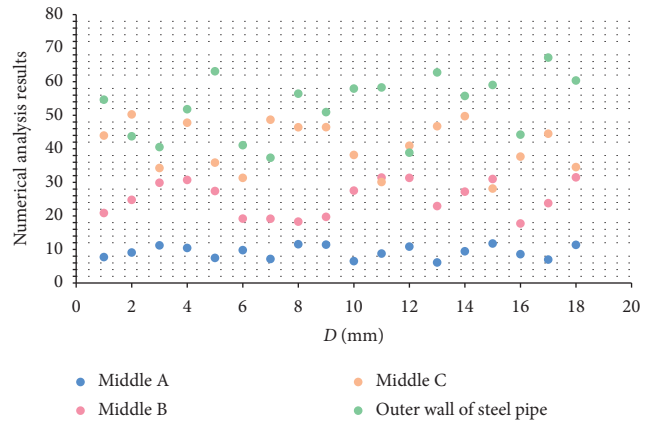 80
70
60
50
40
30
20
10
0
Numerical analysis results
0 2 4 6 8 10 12 14 16 18 20
D (mm)
Middle A
Middle C
Middle B
Outer wall of steel pipe